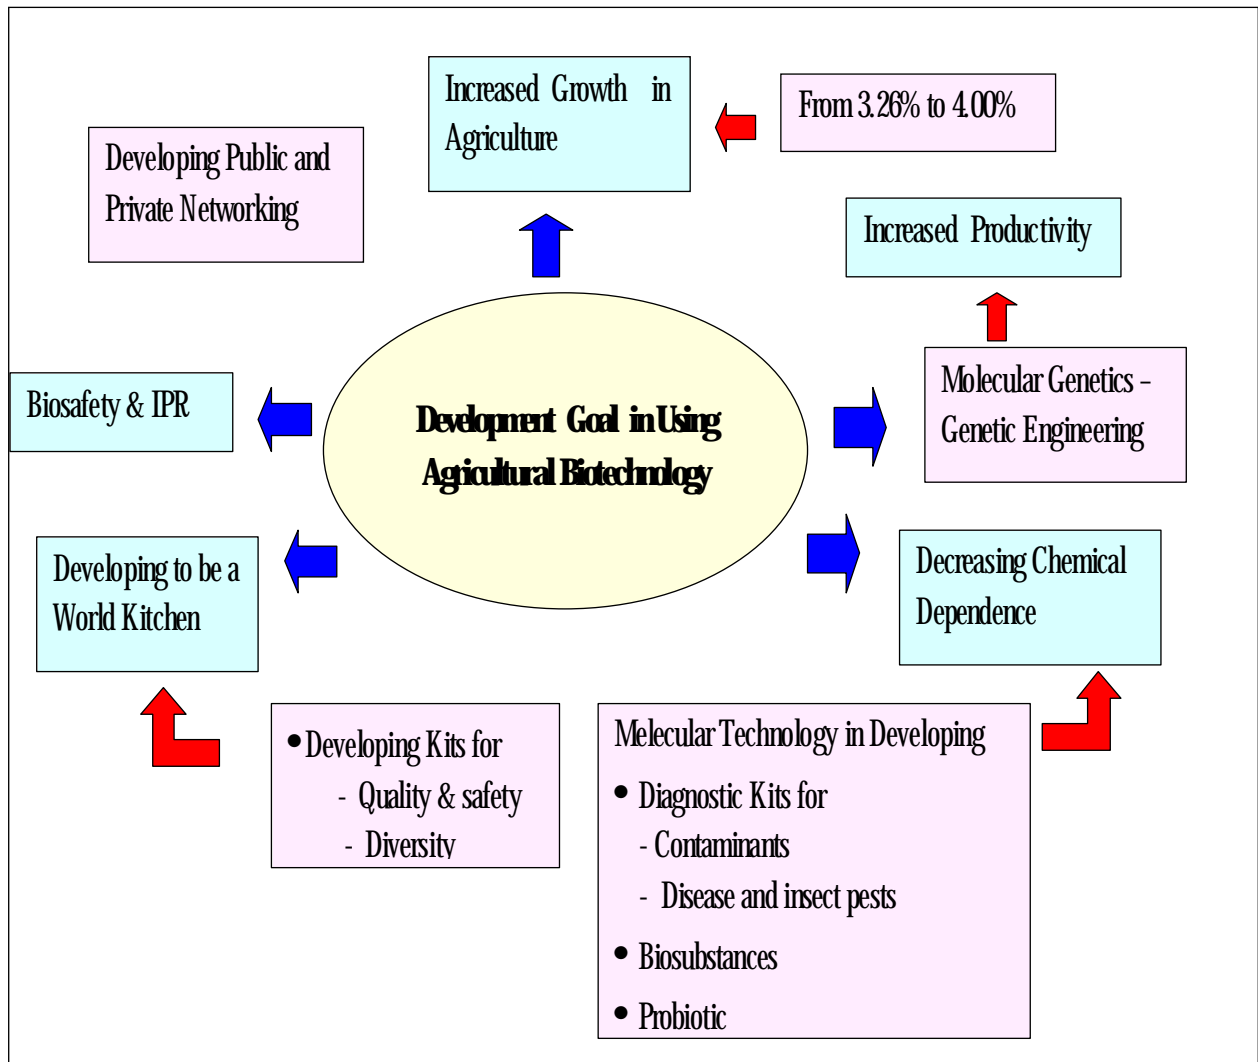 Increased Growth in
Agriculture
From 3.26% to 4.00%
Developing Public and
Private Networking
Increased Productivity
Biosafety & IPR
Development Goal in Using
Agricultural Biotechnology
Molecular Genetics –
Genetic Engineering
Developing to be a
World Kitchen
Decreasing Chemical
Dependence
• Developing Kits for
- Quality & safety
- Diversity
Melecular Technology in Developing
• Diagnostic Kits for
- Contaminants
- Disease and insect pests
• Biosubstances
• Probiotic